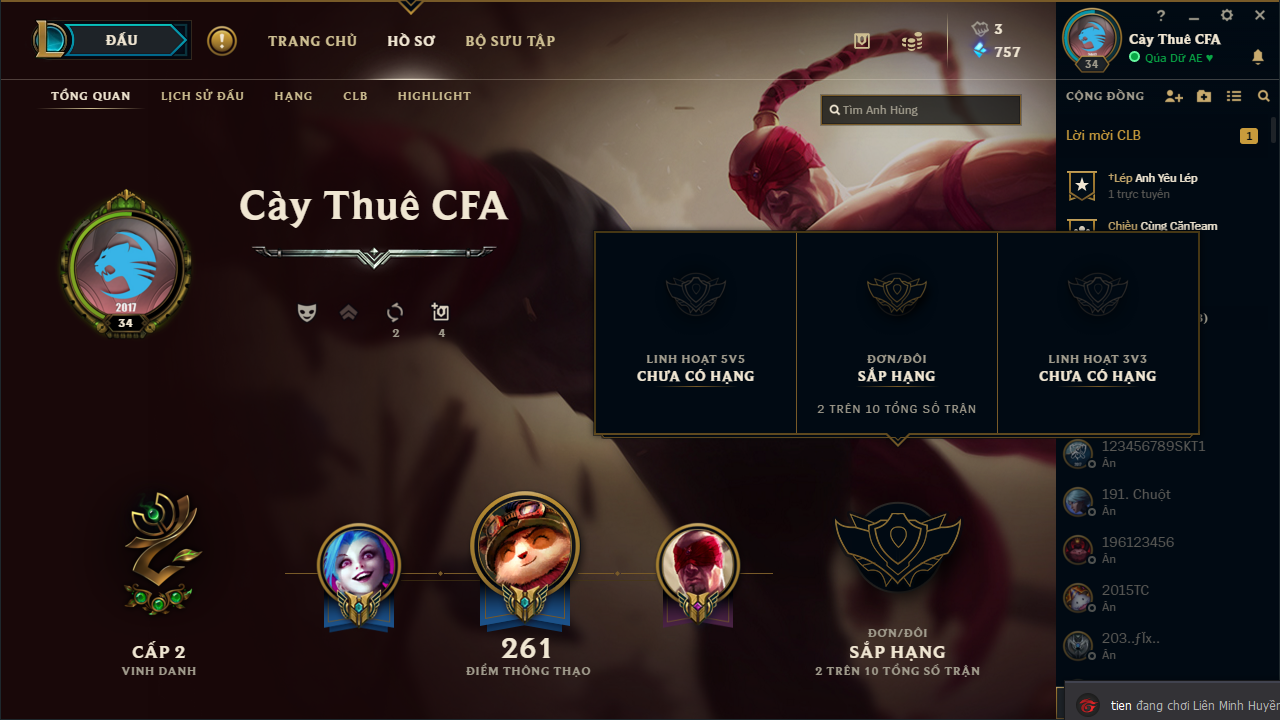 ĐẤU
!
TRANG CHỦ
HỒ SƠ
BỘ SƯU TẬP
3
757
?
Cày Thuê CFA
Qúa Dữ AE ♥
34
TỔNG QUAN
LỊCH SỬ ĐẤU
HẠNG
CLB
HIGHLIGHT
Tìm Anh Hùng
CỘNG ĐỒNG
Lời mời CLB
1
†Lép Anh Yêu Lép
1 trực tuyến
Chiều Cùng CănTeam
Cày Thuê CFA
2017
34
2
4
LINH HOẠT 5V5
CHƯA CÓ HẠNG
ĐƠN/ĐÔI
SẮP HẠNG
2 TRÊN 10 TỔNG SỐ TRẬN
LINH HOẠT 3V3
CHƯA CÓ HẠNG
123456789SKT1
Ẩn
191. Chuột
Ẩn
196123456
Ẩn
2015TC
Ẩn
203..ƒÌx..
Ẩn
CẤP 2
VINH DANH
261
ĐIỂM THÔNG THẠO
ĐƠN/ĐÔI
SẮP HẠNG
2 TRÊN 10 TỔNG SỐ TRẬN
tien đang chơi Liên Minh Huyề